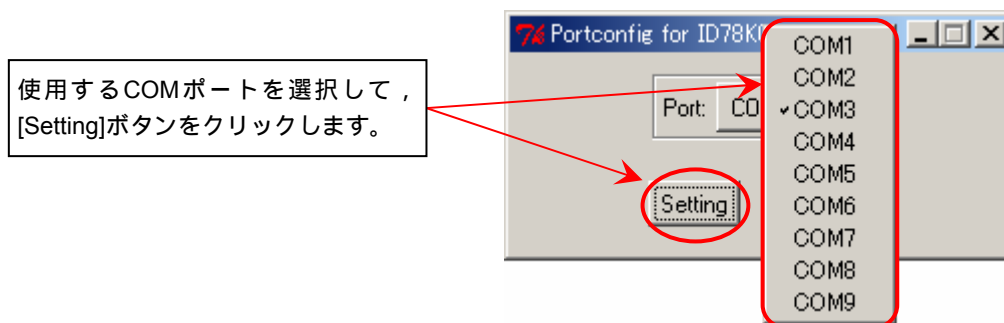 使用するCOMポートを選択して，
[Setting]ボタンをクリックします。
Portconfig for ID78K
Port: CO
Setting
COM1
COM2
✔COM3
COM4
COM5
COM6
COM7
COM8
COM9